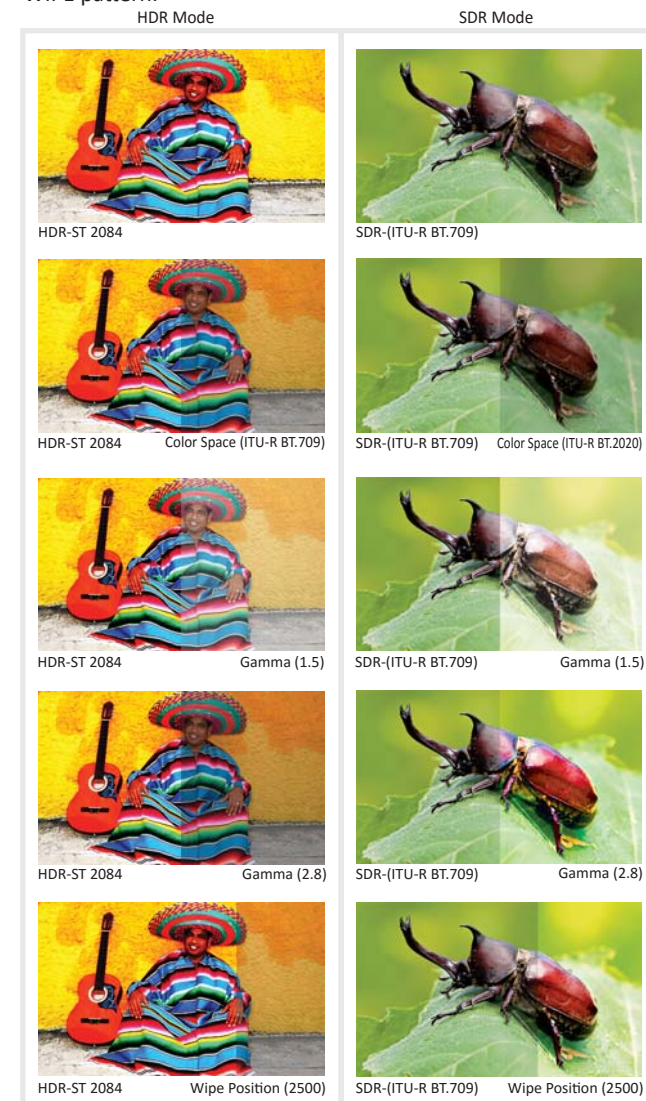 HDR Mode SDR Mode
HDR-ST 2084 SDR-(ITU-R BT.709)
HDR-ST 2084 Color Space (ITU-R BT.709) SDR-(ITU-R BT.709) Color Space (ITU-R BT.2020)
HDR-ST 2084 Gamma (1.5) SDR-(ITU-R BT.709) Gamma (1.5)
HDR-ST 2084 Gamma (2.8) SDR-(ITU-R BT.709) Gamma (2.8)
HDR-ST 2084 Wipe Position (2500) SDR-(ITU-R BT.709) Wipe Position (2500)